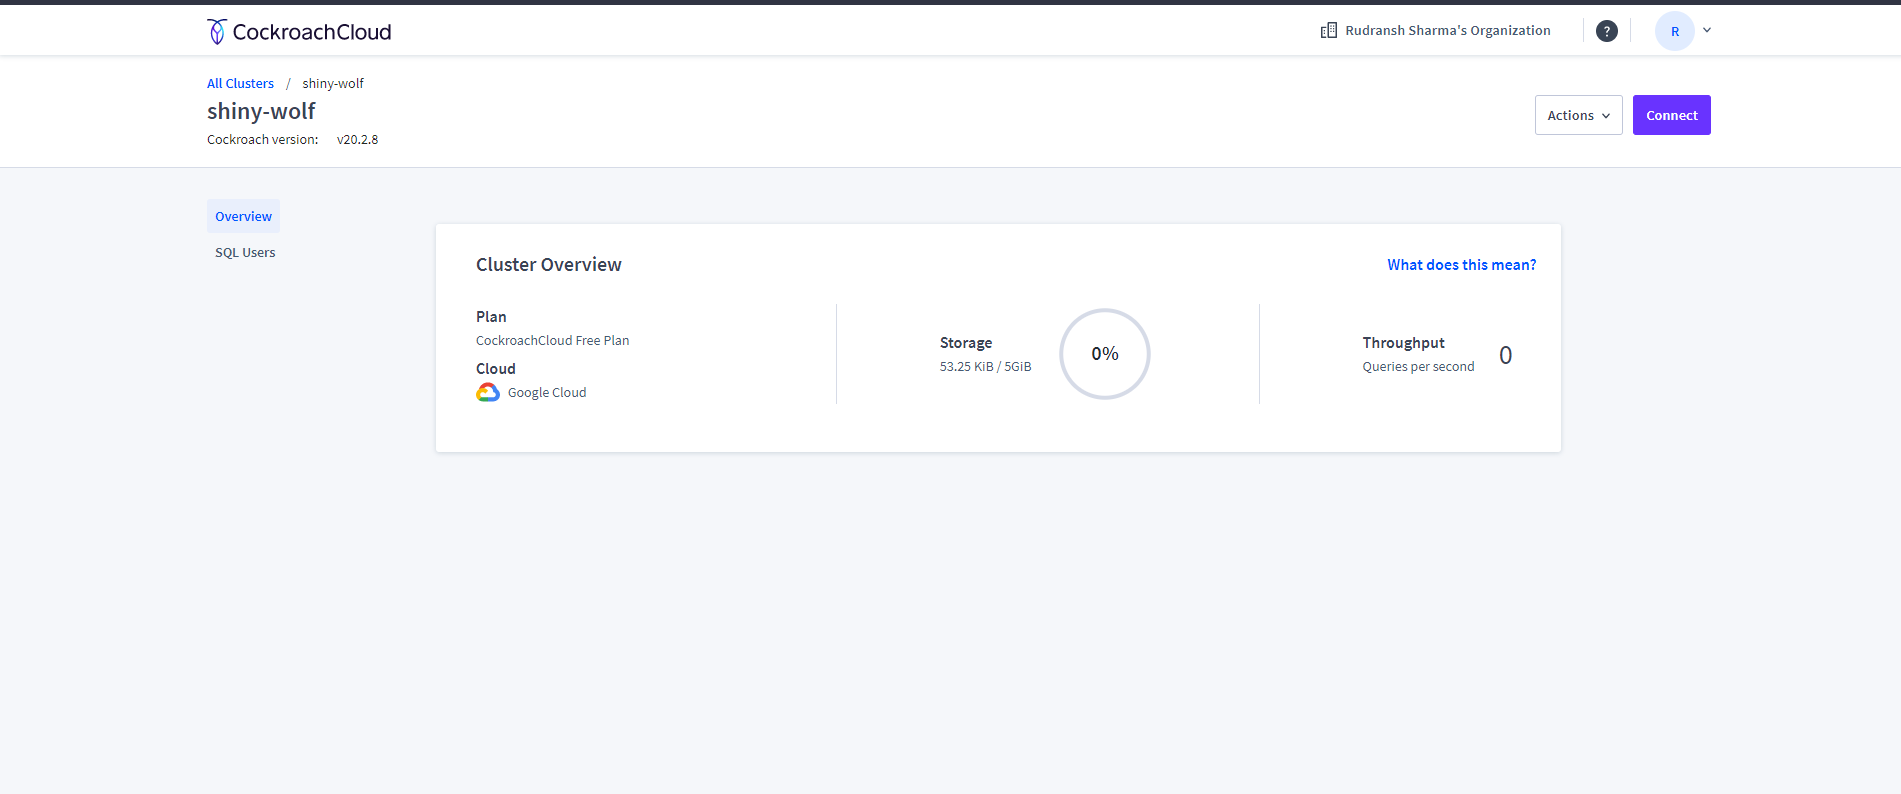 CockroachCloud
Rudransh Sharma's Organization
?
R
All Clusters / shiny-wolf
shiny-wolf
Cockroach version: v20.2.8
Actions
Connect
Overview
SQL Users
Cluster Overview
What does this mean?
Plan
CockroachCloud Free Plan
Cloud
Google Cloud
Storage
53.25 KiB / 5GiB
0%
Throughput
Queries per second
0